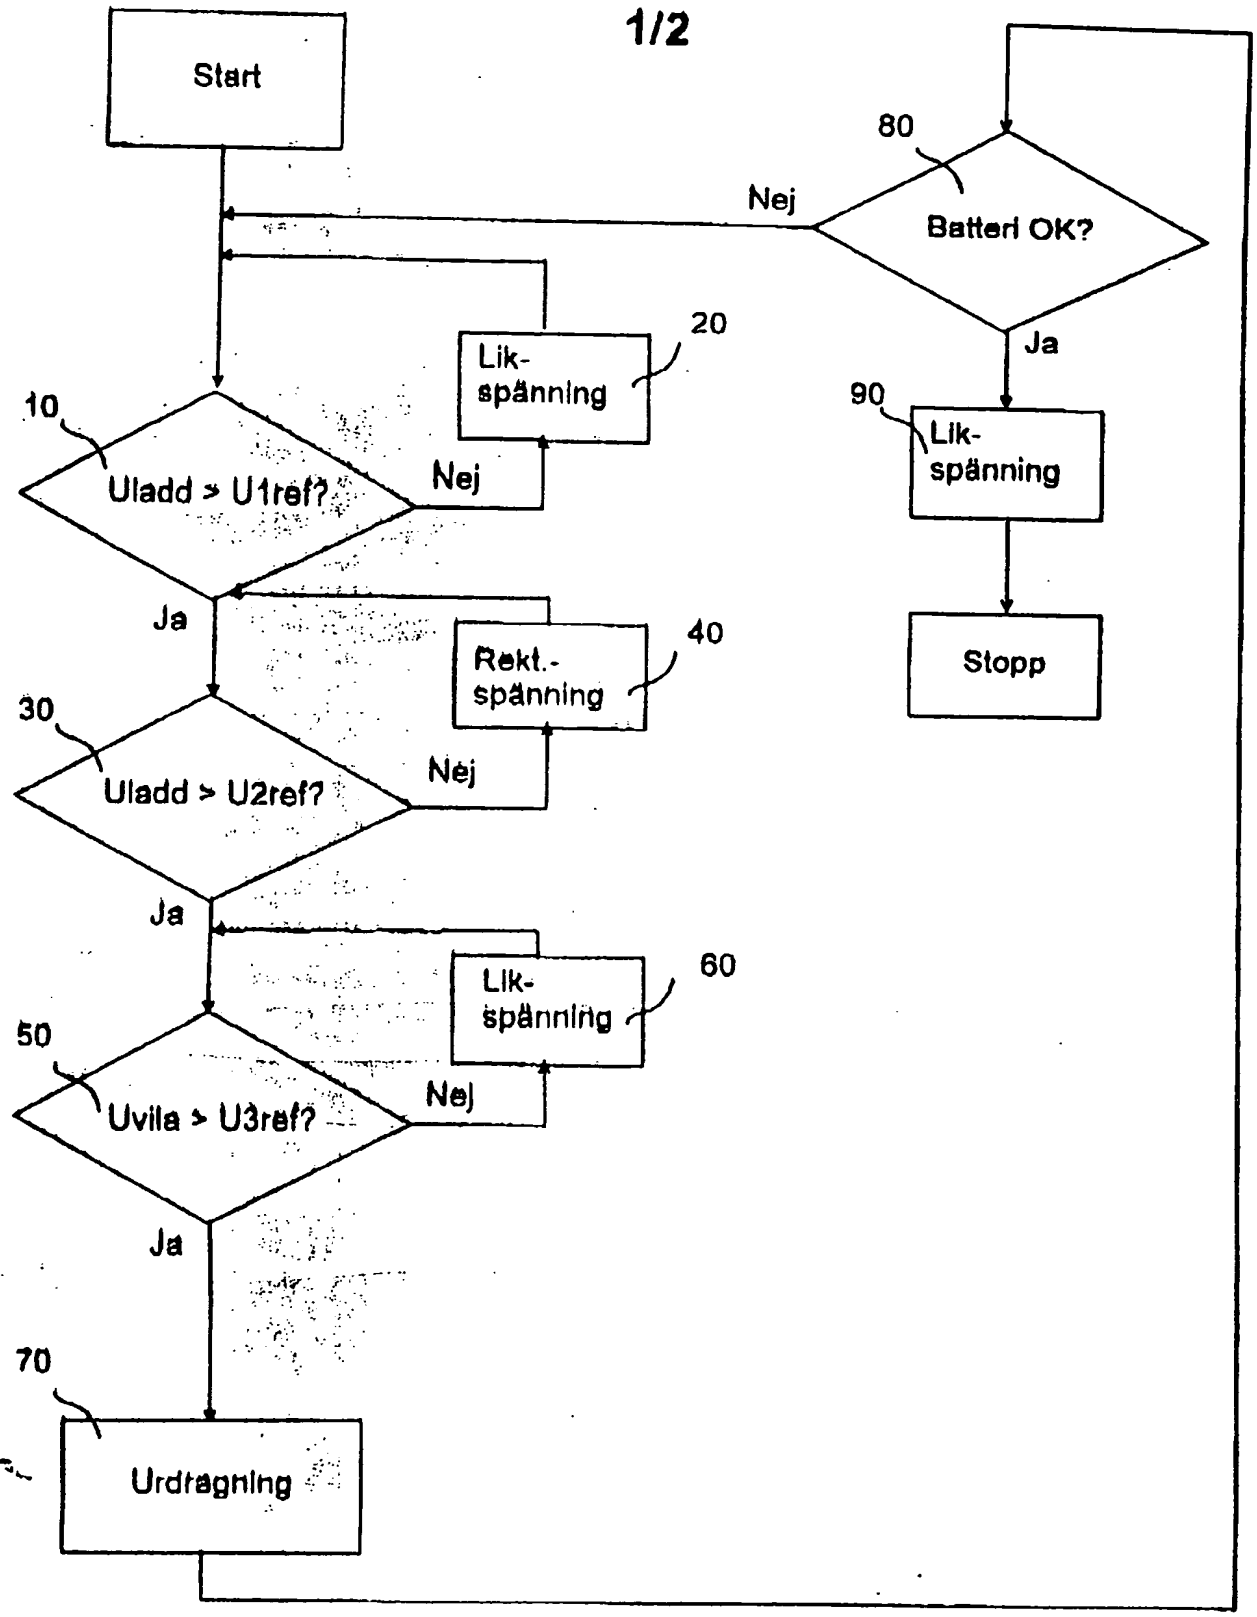 1/2
Start
80
Nej
Batteri OK?
Ja
20
Lik-
spänning
10
Uladd > U1ref?
Nej
90
Lik-
spänning
Ja
40
Rekt.-
spänning
Stopp
30
Uladd > U2ref?
Nej
Ja
60
Lik-
spänning
50
Uvila > U3ref?
Nej
Ja
70
Urdragning